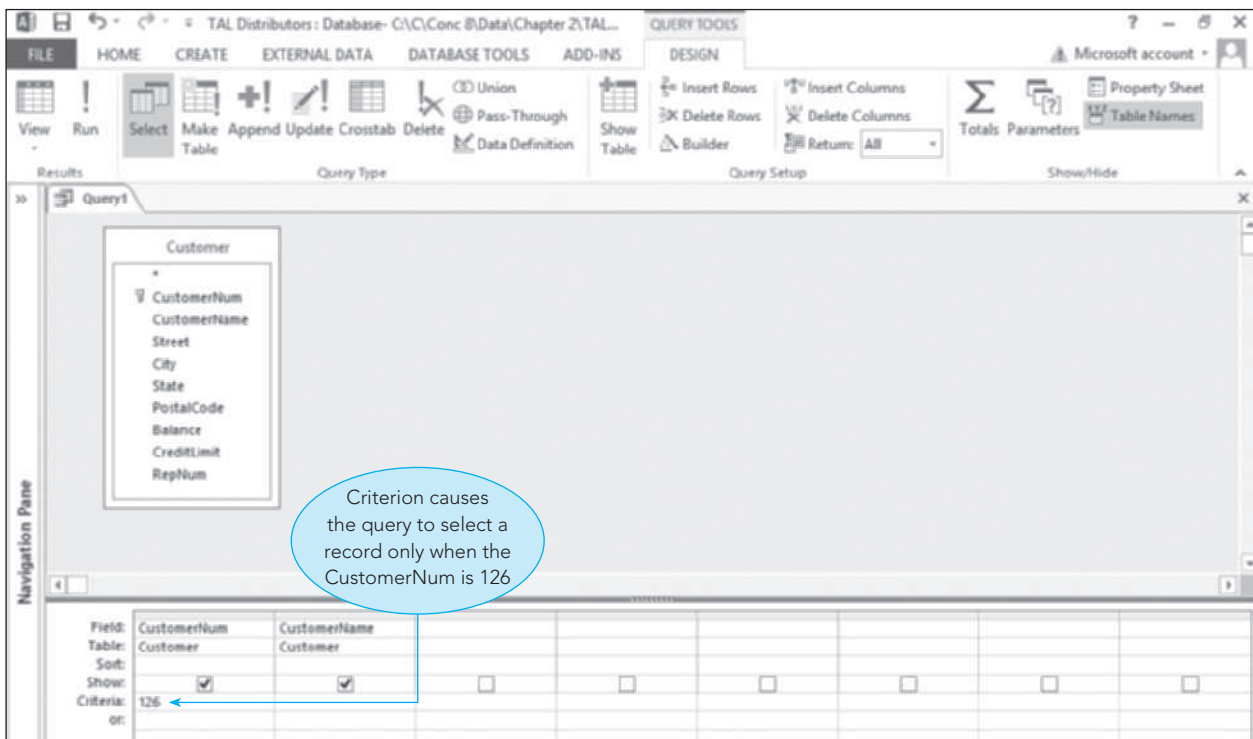 TAL Distributors : Database- C:\C\Conc 8\Data\Chapter 2\TAL... QUERY TOOLS ?
FILE HOME CREATE EXTERNAL DATA DATABASE TOOLS ADD-INS DESIGN Microsoft account
View Run Select Make Table Append Update Crosstab Delete
Union
Pass-Through
Data Definition
Show Table
Insert Rows
Delete Rows
Builder
Insert Columns
Delete Columns
Return: All
Totals Parameters
Property Sheet
Table Names
Results Query Type Query Setup Show/Hide
Query1
Customer
*
CustomerNum
CustomerName
Street
City
State
PostalCode
Balance
CreditLimit
RepNum
Navigation Pane
Criterion causes
the query to select a
record only when the
CustomerNum is 126
Field: CustomerNum CustomerName
Table: Customer Customer
Sort:
Show:
Criteria: 126
or: